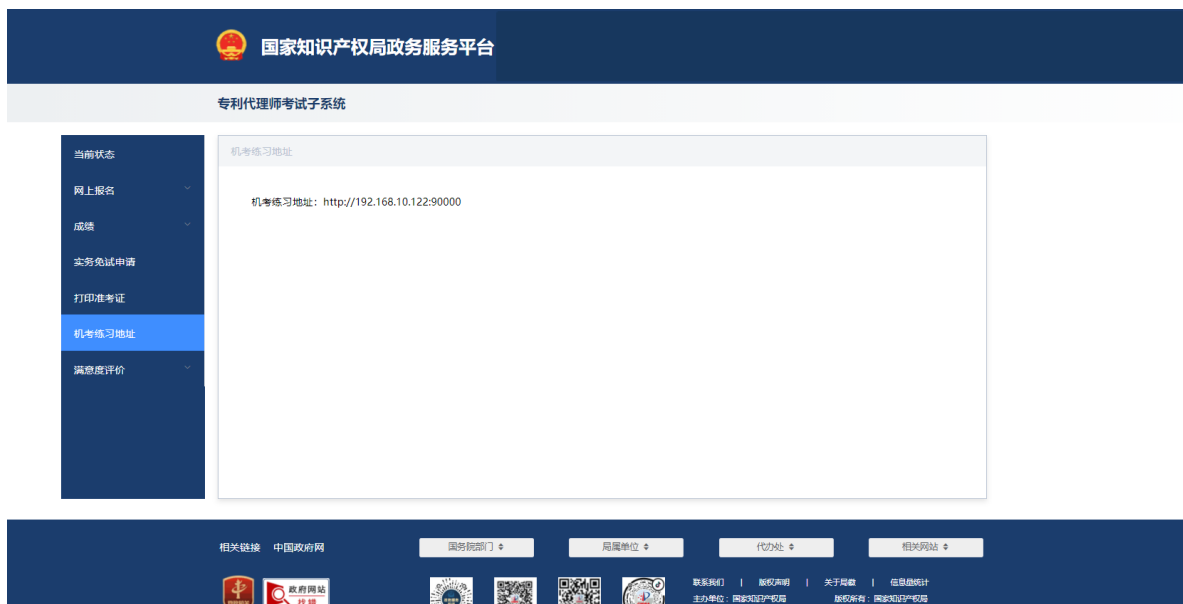 国家知识产权局政务服务平台
专利代理师考试子系统
当前状态
网上报名
成绩
实务免试申请
打印准考证
机考练习地址
满意度评价
机考练习地址
机考练习地址：http://192.168.10.122:90000
相关链接 中国政府网
国务院部门
局属单位
代办处
相关网站
政府网站
找错
联系我们 | 版权声明 | 关于局徽 | 信息量统计
主办单位：国家知识产权局 版权所有：国家知识产权局